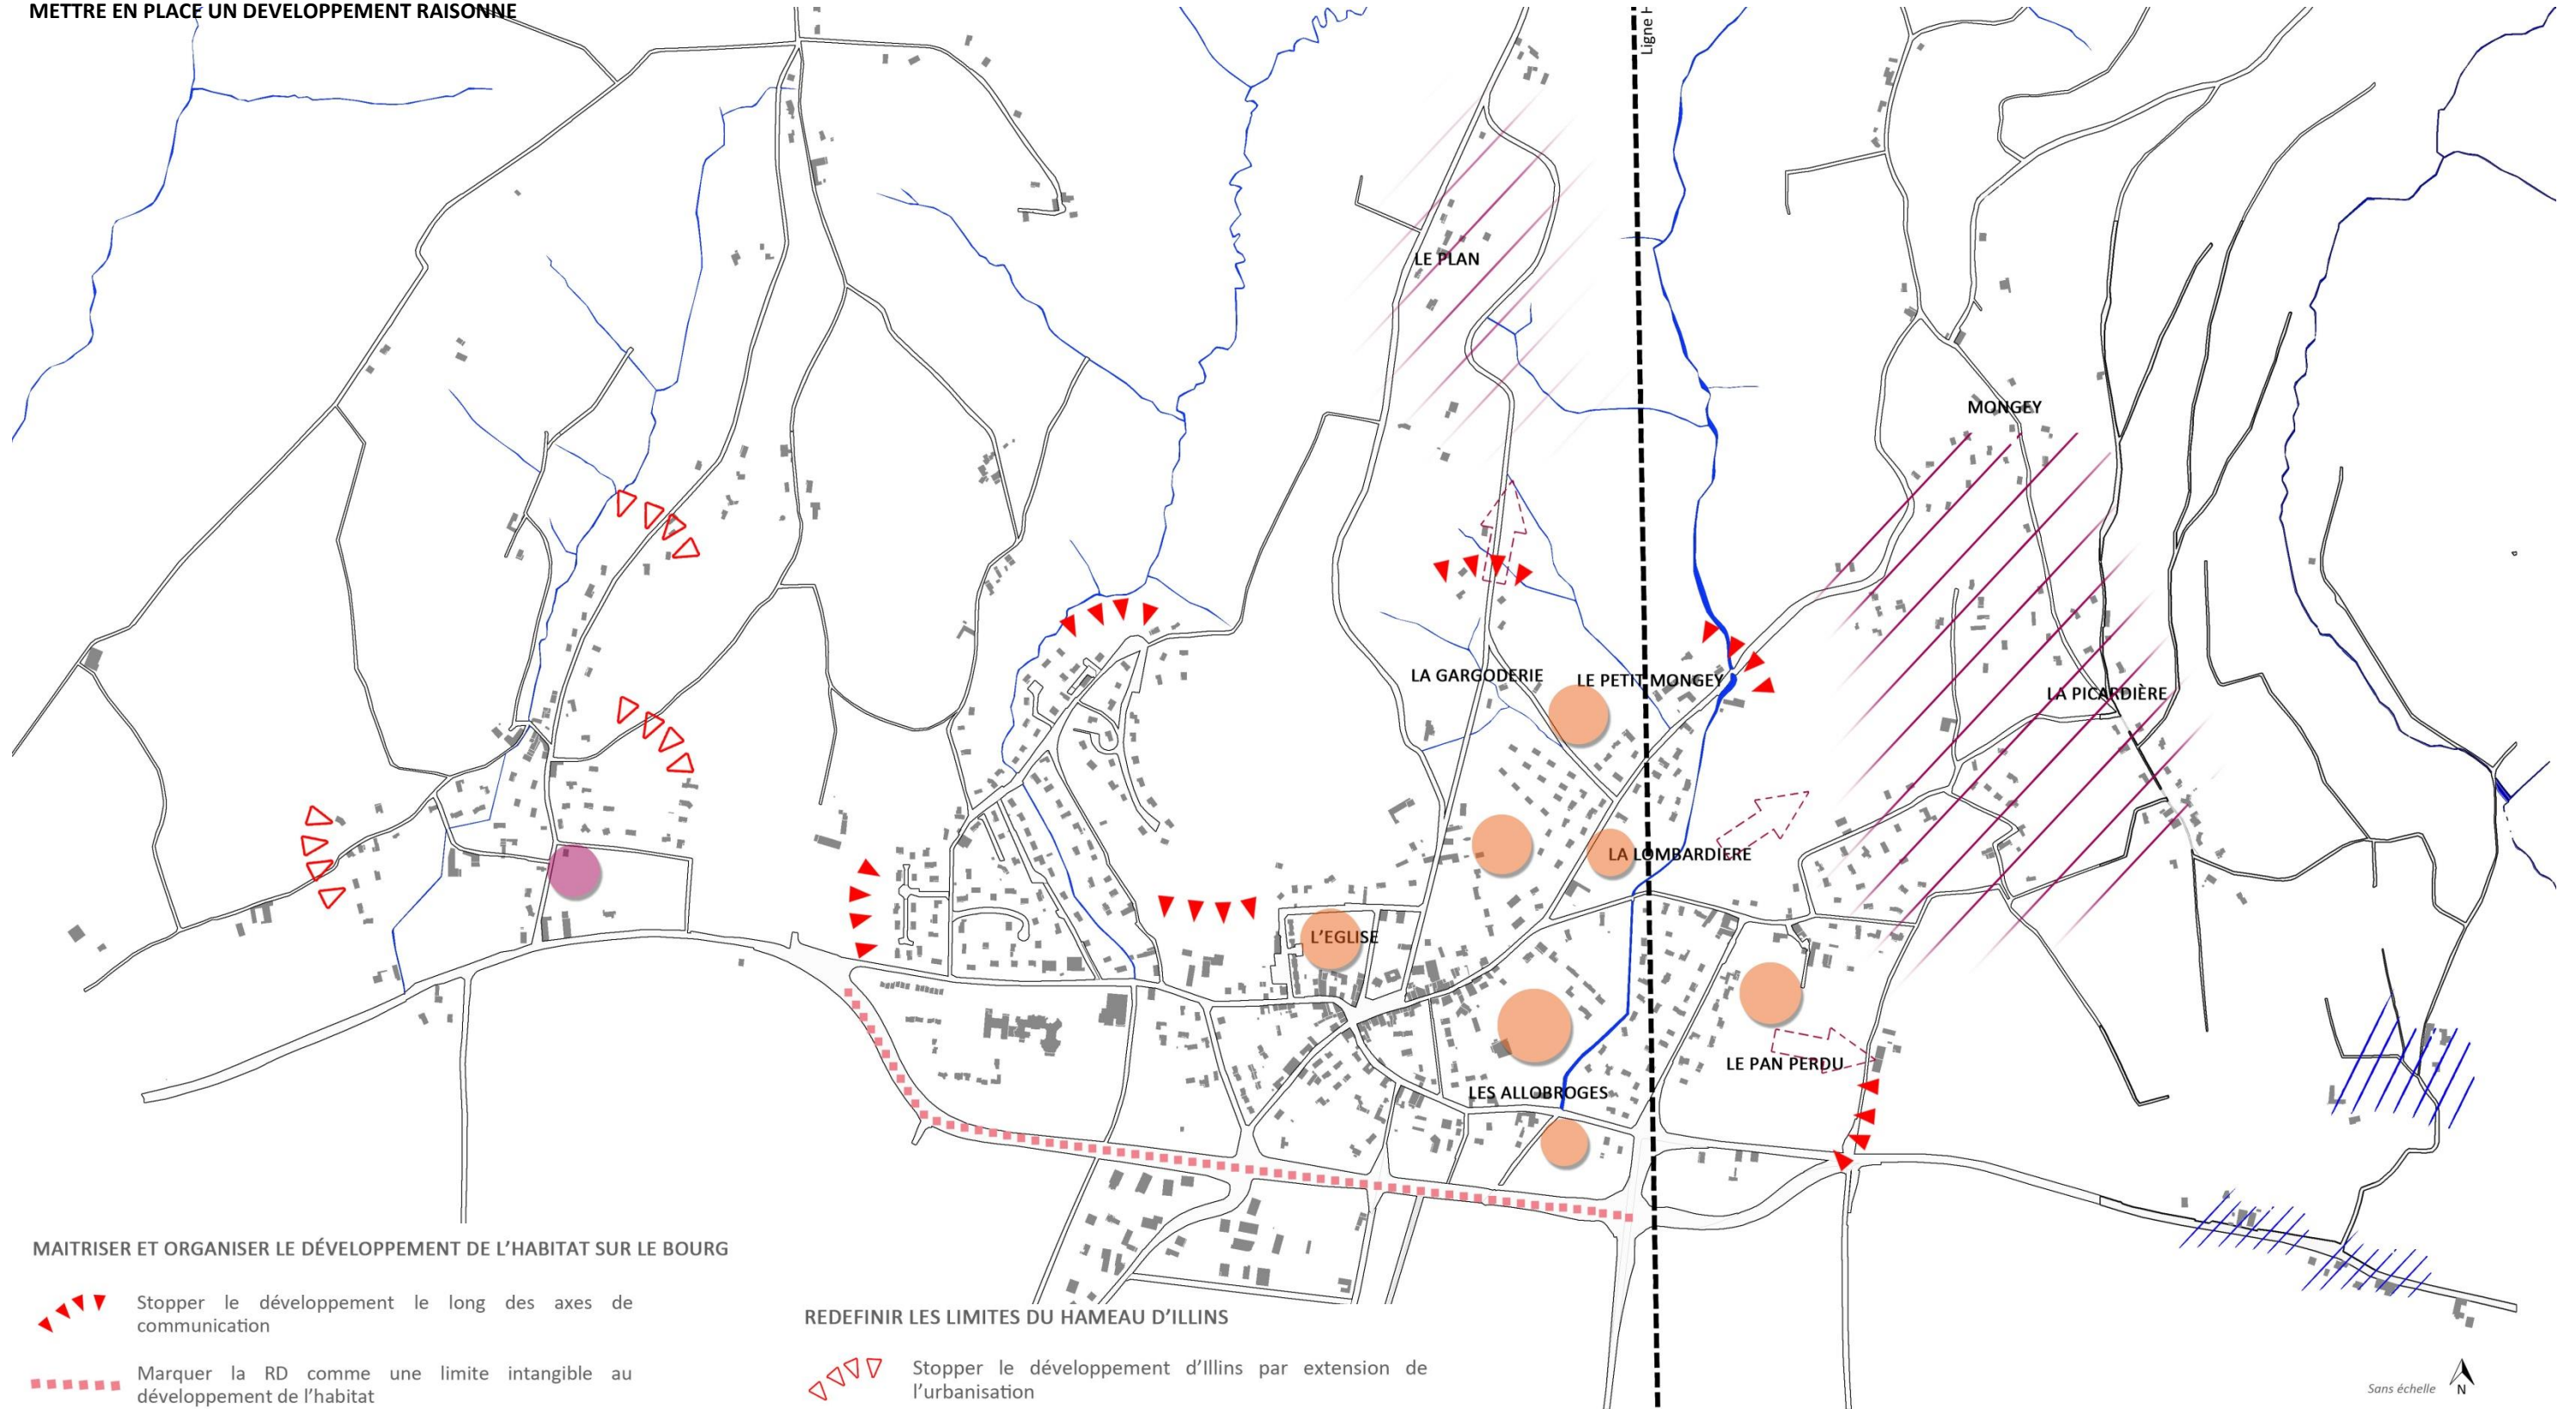 METTRE EN PLACE UN DEVELOPPEMENT RAISONNE
Ligne H
LE PLAN
MONGEY
LA GARGODERIE
LE PETIT MONGEY
LA PICARDIÈRE
LA LOMBARDIERE
L'EGLISE
LE PAN PERDU
LES ALLOBROGES
MAITRISER ET ORGANISER LE DÉVELOPPEMENT DE L'HABITAT SUR LE BOURG
Stopper le développement le long des axes de
communication
Marquer la RD comme une limite intangible au
développement de l'habitat
REDEFINIR LES LIMITES DU HAMEAU D'ILLINS
Stopper le développement d'Illins par extension de
l'urbanisation
Sans échelle
N